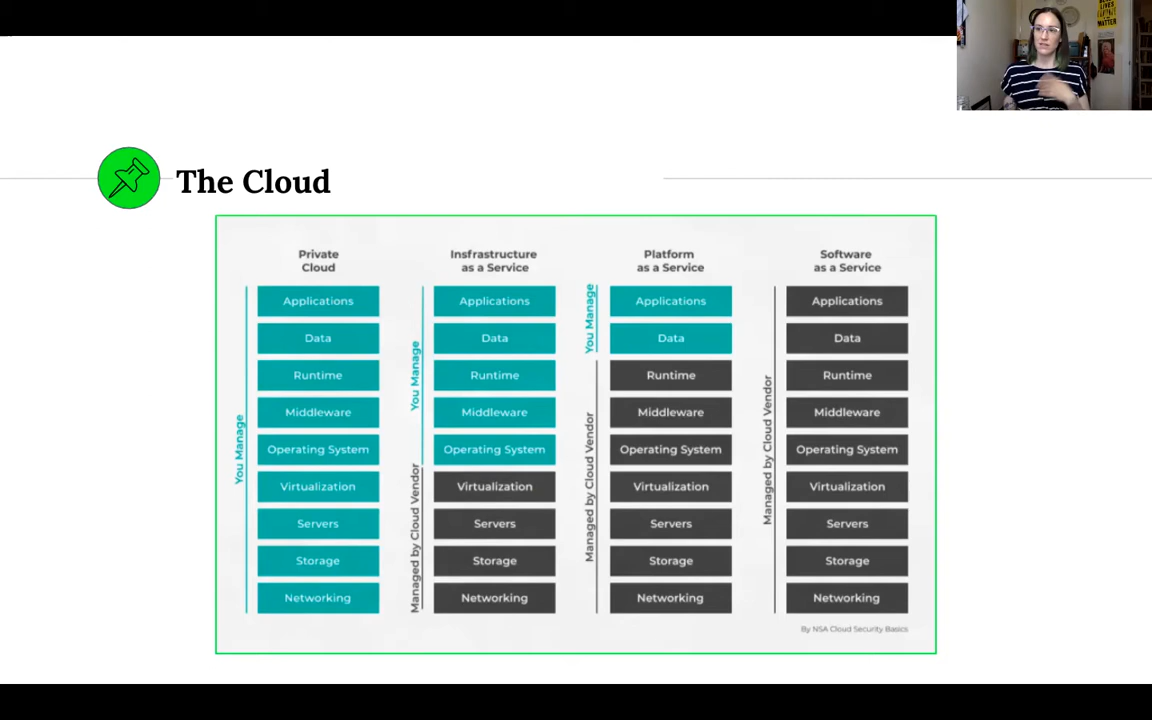 LIVES
MATTER
The Cloud
Private
Cloud
Insfrastructure
as a Service
Platform
as a Service
Software
as a Service
You Manage
Applications
Data
Runtime
Middleware
Operating System
Virtualization
Servers
Storage
Networking
You Manage
Managed by Cloud Vendor
Applications
Data
Runtime
Middleware
Operating System
Virtualization
Servers
Storage
Networking
You Manage
Managed by Cloud Vendor
Applications
Data
Runtime
Middleware
Operating System
Virtualization
Servers
Storage
Networking
Managed by Cloud Vendor
Applications
Data
Runtime
Middleware
Operating System
Virtualization
Servers
Storage
Networking
By NSA Cloud Security Basics